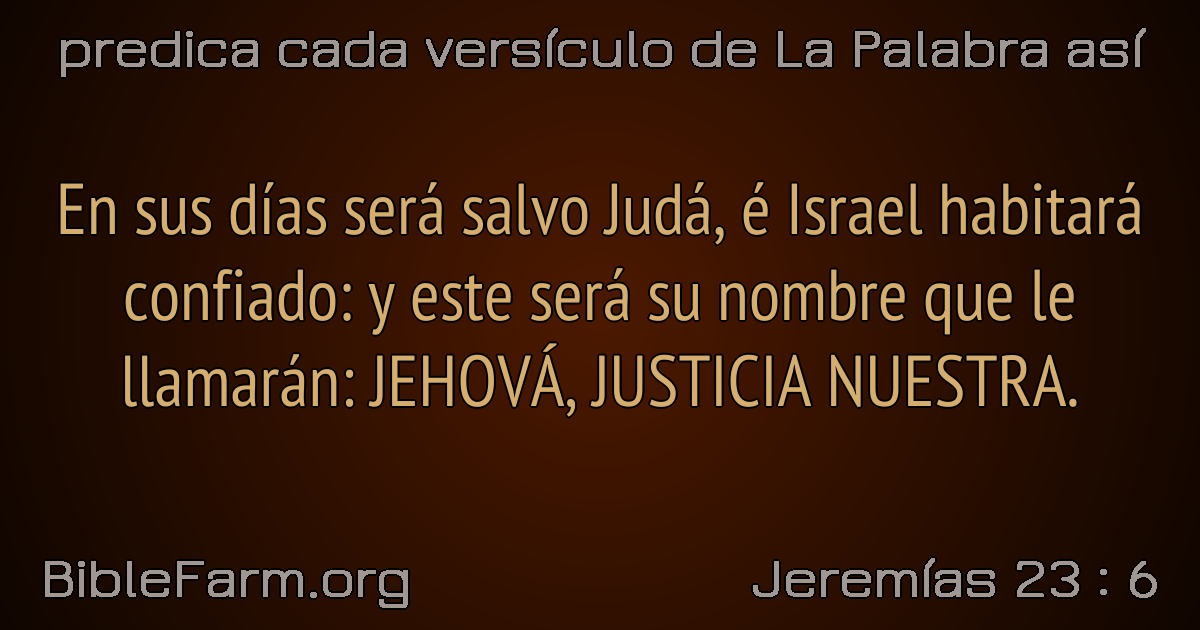 predica cada versículo de La Palabra así
En sus días será salvo Judá, é Israel habitará
confiado: y este será su nombre que le
llamarán: JEHOVÁ, JUSTICIA NUESTRA.
BibleFarm.org
Jeremías 23 : 6